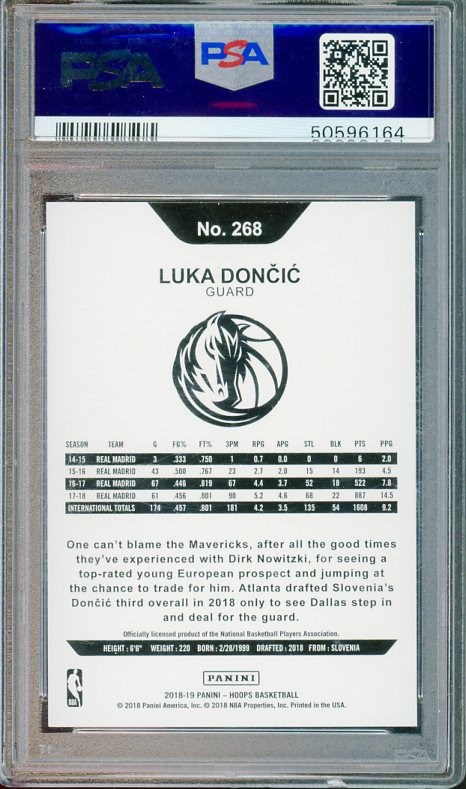 PSA
PSA
50596164
No. 268
LUKA DONČIĆ
GUARD
SEASON TEAM G FG% FT% 3PM RPG APG STL BLK PTS PPG
14-15 REAL MADRID 3 .333 .750 1 0.7 0.0 0 0 6 2.0
15-16 REAL MADRID 43 .500 .767 23 2.7 2.0 15 14 193 4.5
16-17 REAL MADRID 67 .446 .819 67 4.4 3.7 52 18 522 7.8
17-18 REAL MADRID 61 .456 .801 90 5.2 4.6 68 22 887 14.5
INTERNATIONAL TOTALS 174 .457 .801 181 4.2 3.5 135 54 1608 9.2
One can't blame the Mavericks, after all the good times
they've experienced with Dirk Nowitzki, for seeing a
top-rated young European prospect and jumping at
the chance to trade for him. Atlanta drafted Slovenia's
Dončić third overall in 2018 only to see Dallas step in
and deal for the guard.
Officially licensed product of the National Basketball Players Association.
HEIGHT: 6'8" WEIGHT: 220 BORN: 2/28/1999 DRAFTED: 2018 FROM: SLOVENIA
PANINI
2018-19 PANINI – HOOPS BASKETBALL
© 2018 Panini America, Inc. © 2018 NBA Properties, Inc. Printed in the USA.
NBA